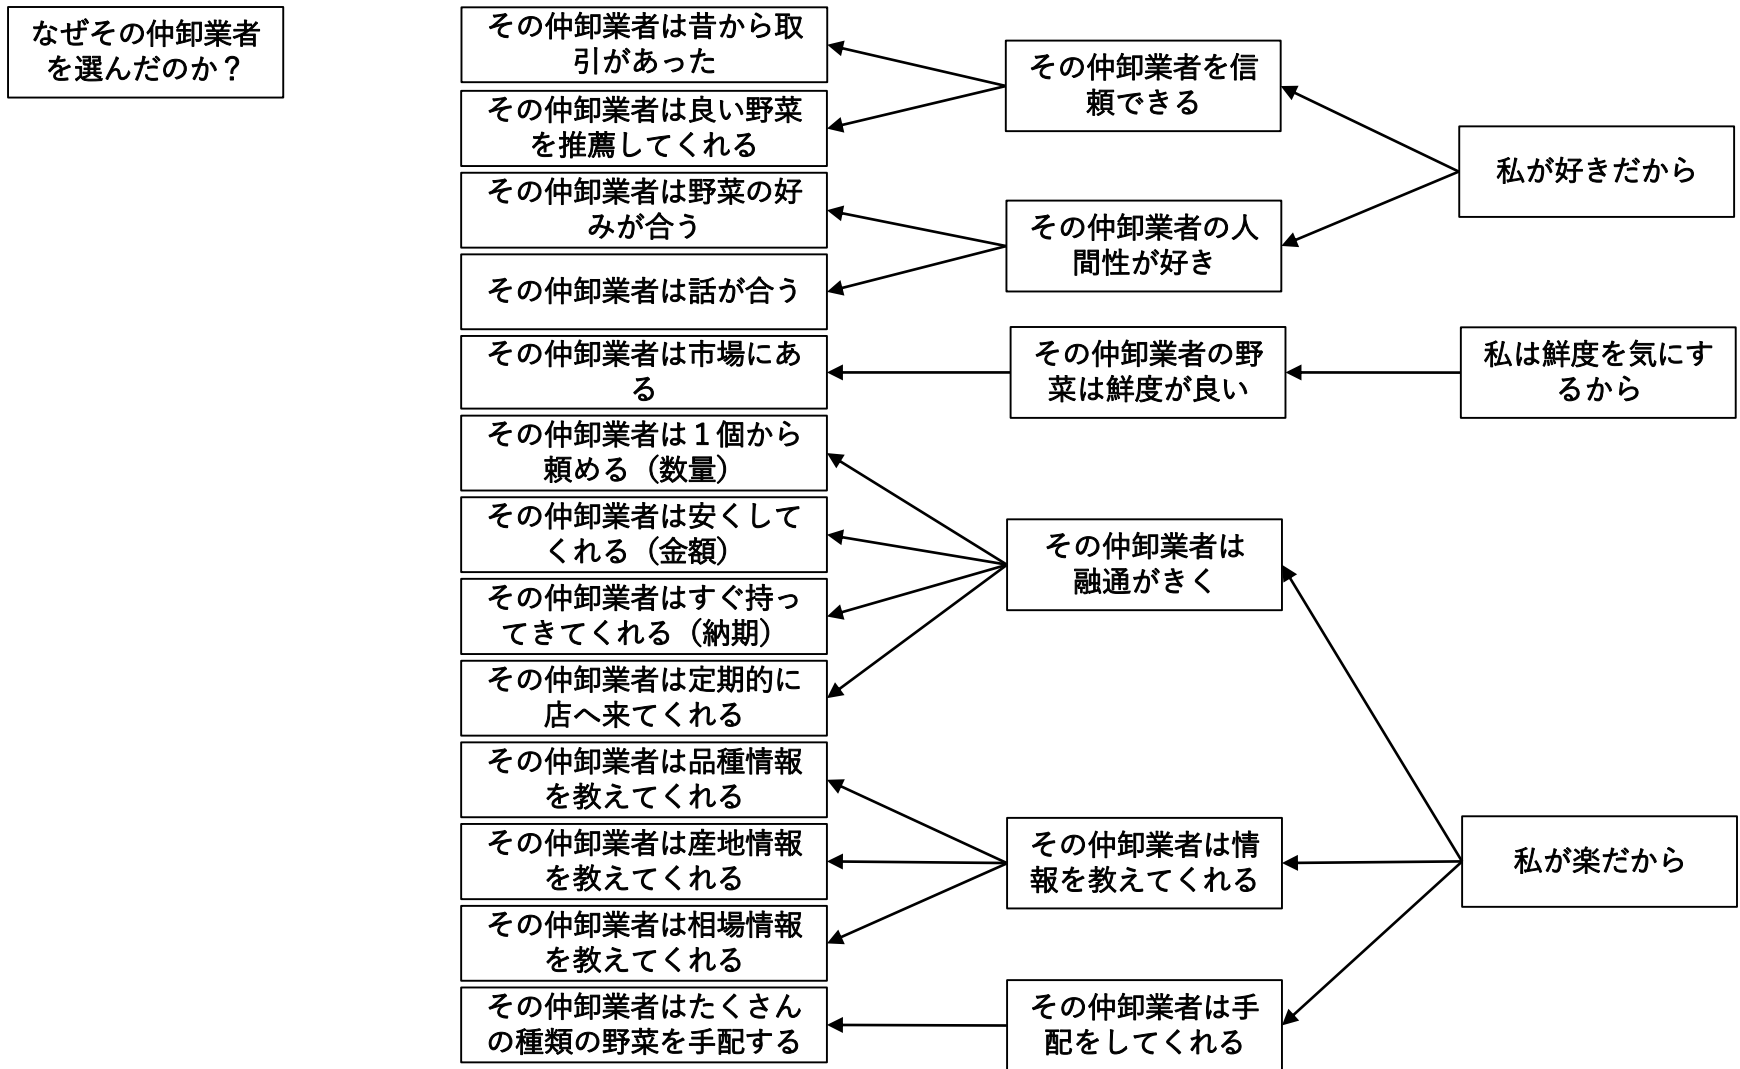 なぜその仲卸業者
を選んだのか？
その仲卸業者は昔から取
引があった
その仲卸業者は良い野菜
を推薦してくれる
その仲卸業者は野菜の好
みが合う
その仲卸業者は話が合う
その仲卸業者は市場にあ
る
その仲卸業者は１個から
頼める（数量）
その仲卸業者は安くして
くれる（金額）
その仲卸業者はすぐ持っ
てきてくれる（納期）
その仲卸業者は定期的に
店へ来てくれる
その仲卸業者は品種情報
を教えてくれる
その仲卸業者は産地情報
を教えてくれる
その仲卸業者は相場情報
を教えてくれる
その仲卸業者はたくさん
の種類の野菜を手配する
その仲卸業者を信
頼できる
その仲卸業者の人
間性が好き
その仲卸業者の野
菜は鮮度が良い
その仲卸業者は
融通がきく
その仲卸業者は情
報を教えてくれる
その仲卸業者は手
配をしてくれる
私が好きだから
私は鮮度を気にす
るから
私が楽だから